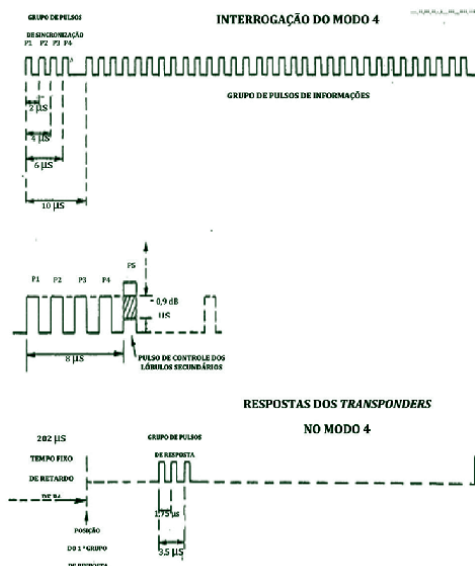 GRUPO DE PULSOS
INTERROGAÇÃO DO MODO 4
DE SINCRONIZAÇÃO
P1 P2 P3 P4
GRUPO DE PULSOS DE INFORMAÇÕES
2 µS
4 µS
6 µS
10 µS
P5
P1 P2 P3 P4
0,9 dB
µS
8 µS
PULSO DE CONTROLE DOS
LÓBULOS SECUNDÁRIOS
RESPOSTAS DOS TRANSPONDERS
NO MODO 4
202 µS
TEMPO FIXO
DE RETARDO
GRUPO DE PULSOS
DE RESPOSTA
1,75 µs
3,5 µS
POSIÇÃO
DO 1º GRUPO
DE RESPOSTA